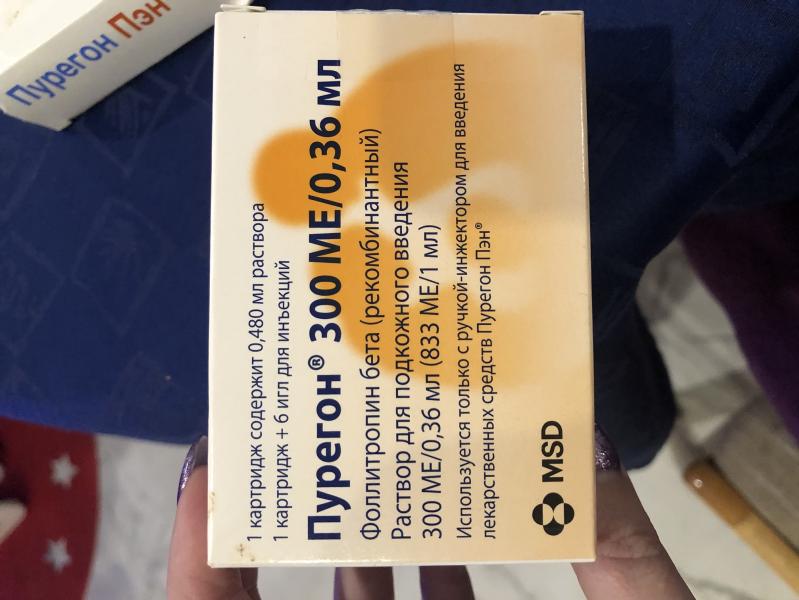 Пурегон Пэн
1 картридж содержит 0,480 мл раствора
1 картридж + 6 игл для инъекций
Пурегон® 300 МЕ/0,36 мл
Фоллитропин бета (рекомбинантный)
Раствор для подкожного введения
300 МЕ/0,36 мл (833 МЕ/1 мл)
Используется только с ручкой-инжектором для введения
лекарственных средств Пурегон Пэн®
MSD